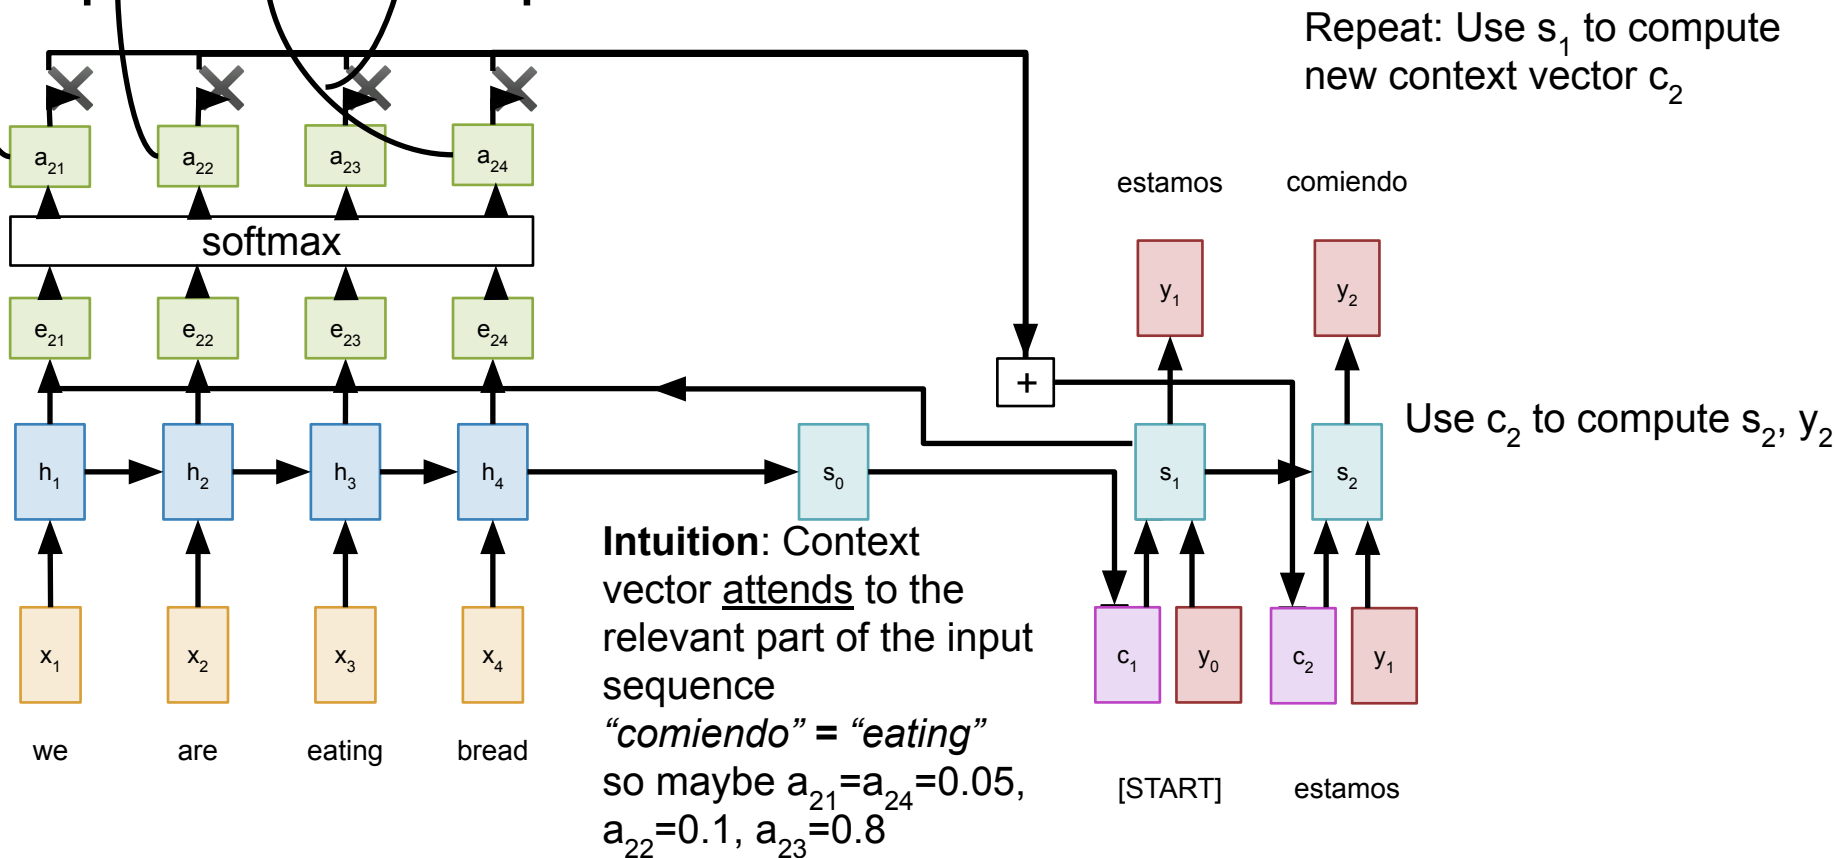 Repeat: Use s₁ to compute
new context vector c₂
a₂₁ a₂₂ a₂₃ a₂₄
estamos comiendo
softmax
y₁ y₂
e₂₁ e₂₂ e₂₃ e₂₄
+
Use c₂ to compute s₂, y₂
h₁ h₂ h₃ h₄ s₀ s₁ s₂
Intuition: Context
vector attends to the
relevant part of the input
sequence
“comiendo” = “eating”
so maybe a₂₁=a₂₄=0.05,
a₂₂=0.1, a₂₃=0.8
x₁ x₂ x₃ x₄
c₁ y₀ c₂ y₁
we are eating bread
[START] estamos